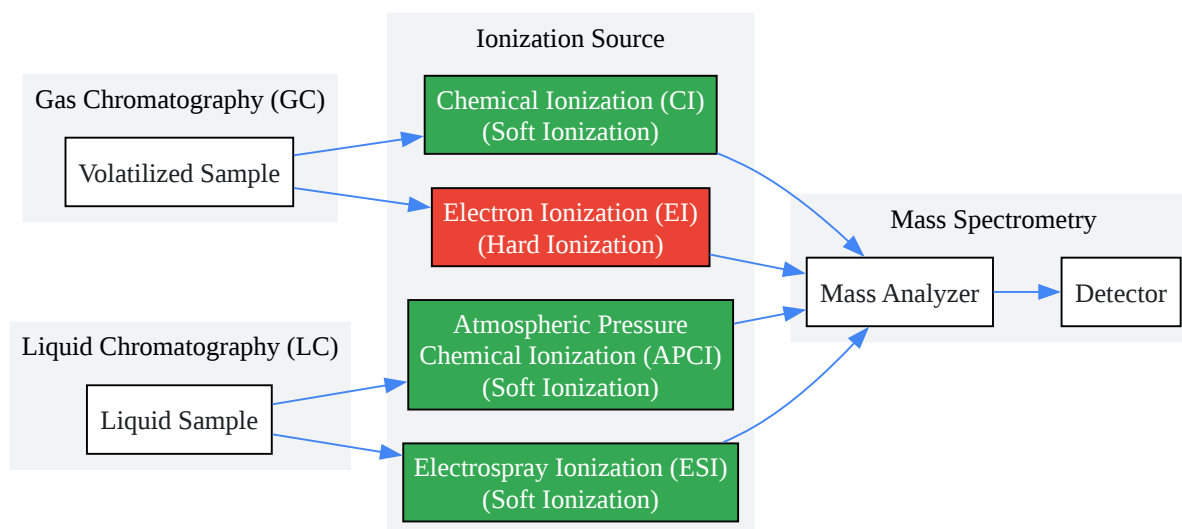 Gas Chromatography (GC)
Volatilized Sample
Liquid Chromatography (LC)
Liquid Sample
Ionization Source
Chemical Ionization (CI)
(Soft Ionization)
Electron Ionization (EI)
(Hard Ionization)
Atmospheric Pressure
Chemical Ionization (APCI)
(Soft Ionization)
Electrospray Ionization (ESI)
(Soft Ionization)
Mass Spectrometry
Mass Analyzer
Detector